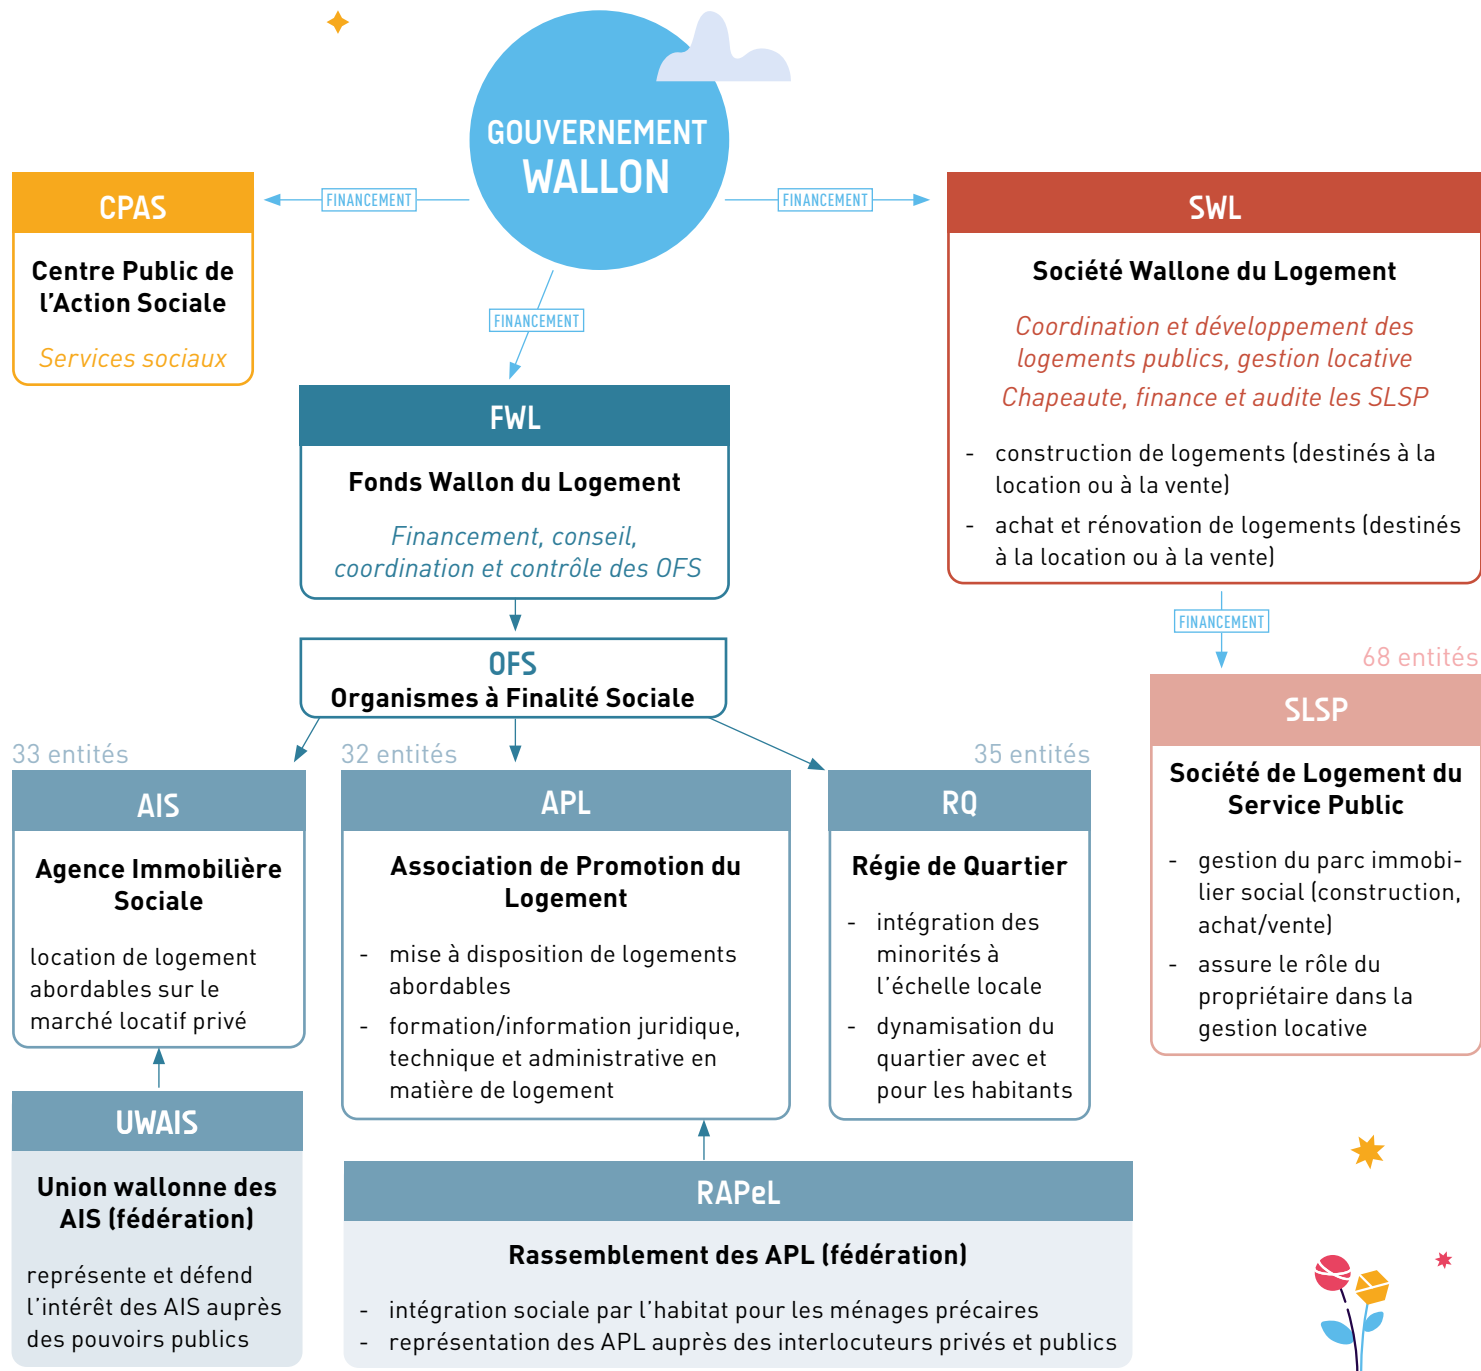 GOUVERNEMENT
WALLON
FINANCEMENT
FINANCEMENT
FINANCEMENT
CPAS
Centre Public de
l'Action Sociale
Services sociaux
SWL
Société Wallone du Logement
Coordination et développement des
logements publics, gestion locative
Chapeaute, finance et audite les SLSP
- construction de logements (destinés à la
location ou à la vente)
- achat et rénovation de logements (destinés
à la location ou à la vente)
FWL
Fonds Wallon du Logement
Financement, conseil,
coordination et contrôle des OFS
OFS
Organismes à Finalité Sociale
FINANCEMENT
68 entités
SLSP
Société de Logement du
Service Public
- gestion du parc immobi-
lier social (construction,
achat/vente)
- assure le rôle du
propriétaire dans la
gestion locative
33 entités
AIS
Agence Immobilière
Sociale
location de logement
abordables sur le
marché locatif privé
32 entités
APL
Association de Promotion du
Logement
- mise à disposition de logements
abordables
- formation/information juridique,
technique et administrative en
matière de logement
35 entités
RQ
Régie de Quartier
- intégration des
minorités à
l'échelle locale
- dynamisation du
quartier avec et
pour les habitants
UWAIS
Union wallonne des
AIS (fédération)
représente et défend
l'intérêt des AIS auprès
des pouvoirs publics
RAPeL
Rassemblement des APL (fédération)
- intégration sociale par l'habitat pour les ménages précaires
- représentation des APL auprès des interlocuteurs privés et publics